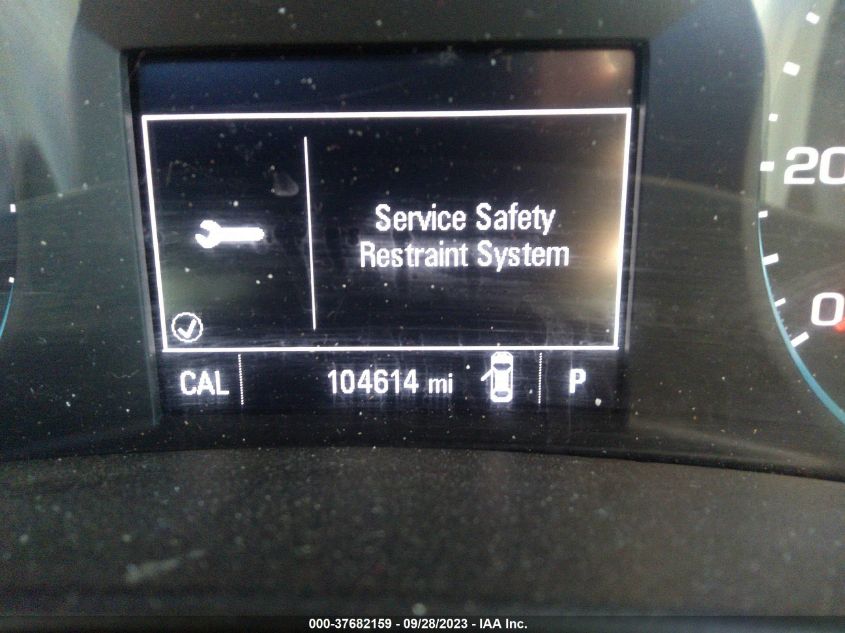 Service Safety
Restraint System
CAL 104614 mi P
20
0
000-37682159 - 09/28/2023 - IAA Inc.